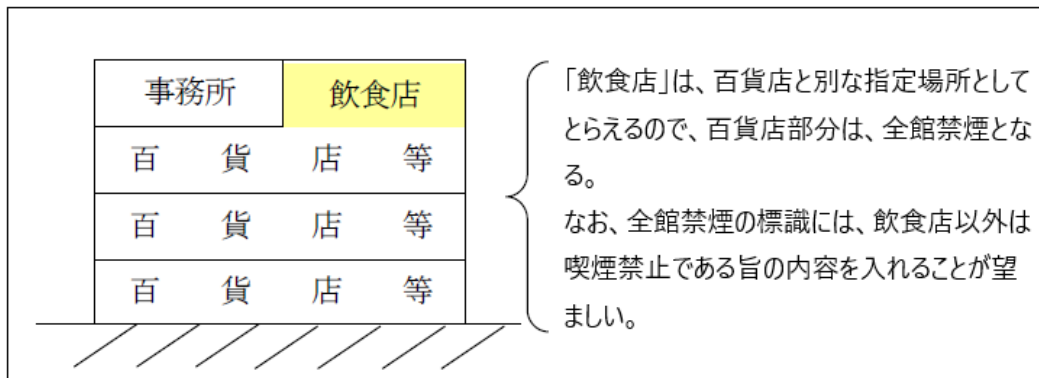 事務所 飲食店
百貨店等
百貨店等
百貨店等
「飲食店」は、百貨店と別な指定場所として
とらえるので、百貨店部分は、全館禁煙とな
る。
なお、全館禁煙の標識には、飲食店以外は
喫煙禁止である旨の内容を入れることが望
ましい。